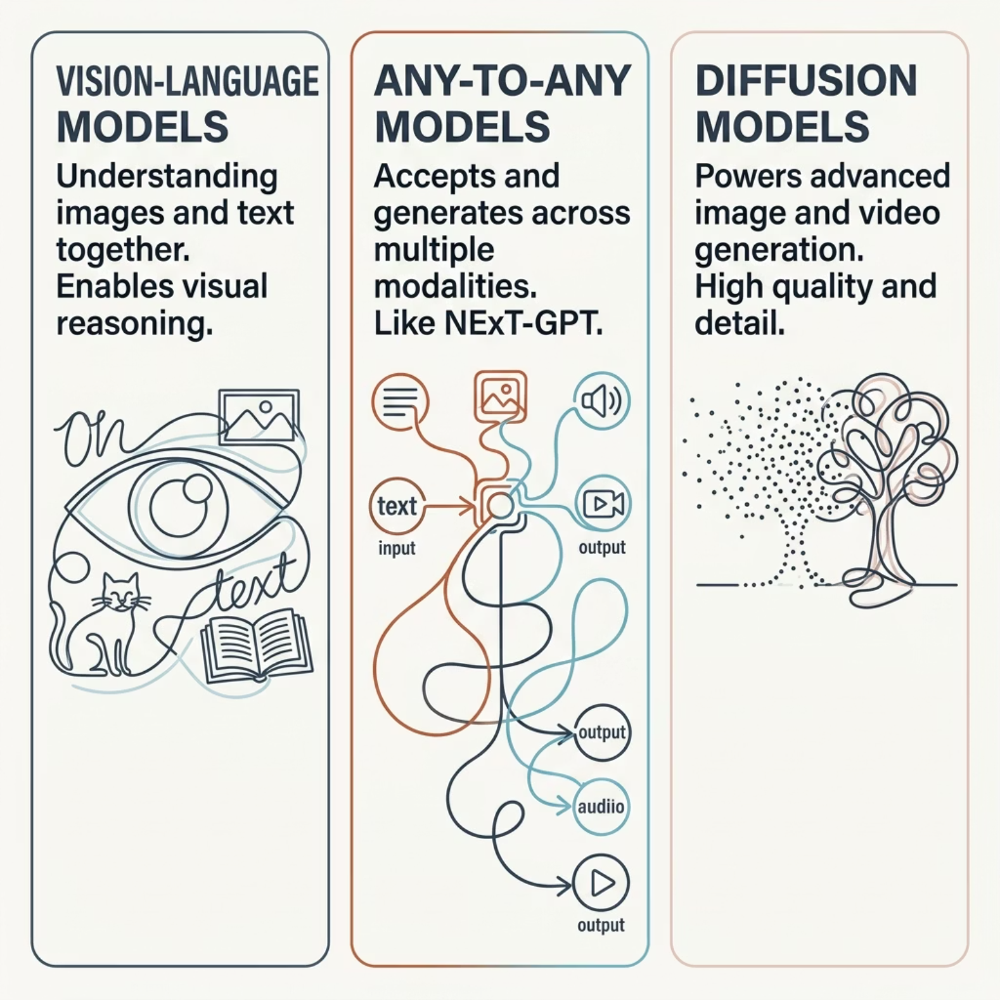 VISION-LANGUAGE
MODELS
Understanding
images and text
together.
Enables visual
reasoning.
text
ANY-TO-ANY
MODELS
Accepts and
generates across
multiple
modalities.
Like NExT-GPT.
text
input
output
output
audiio
output
DIFFUSION
MODELS
Powers advanced
image and video
generation.
High quality and
detail.